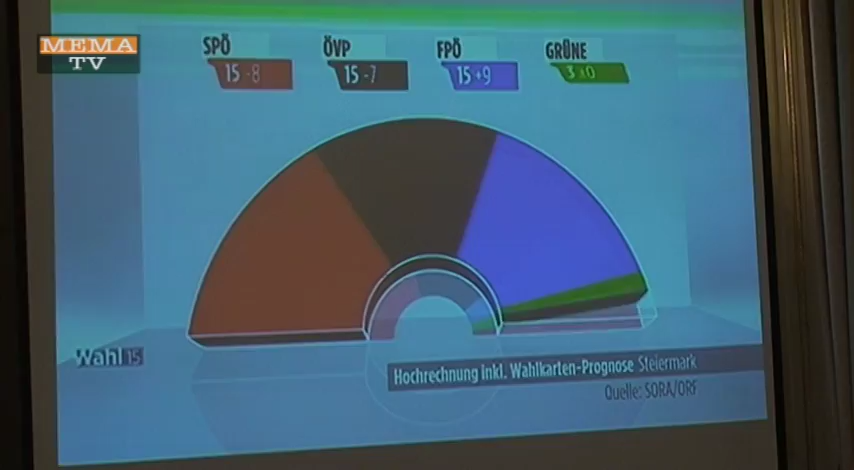 MEMA
TV
SPÖ ÖVP FPÖ GRÜNE
15 -8 15 -7 15 +9 3 ±0
Wahl 15
Hochrechnung inkl. Wahlkarten-Prognose Steiermark
Quelle: SORA/ORF